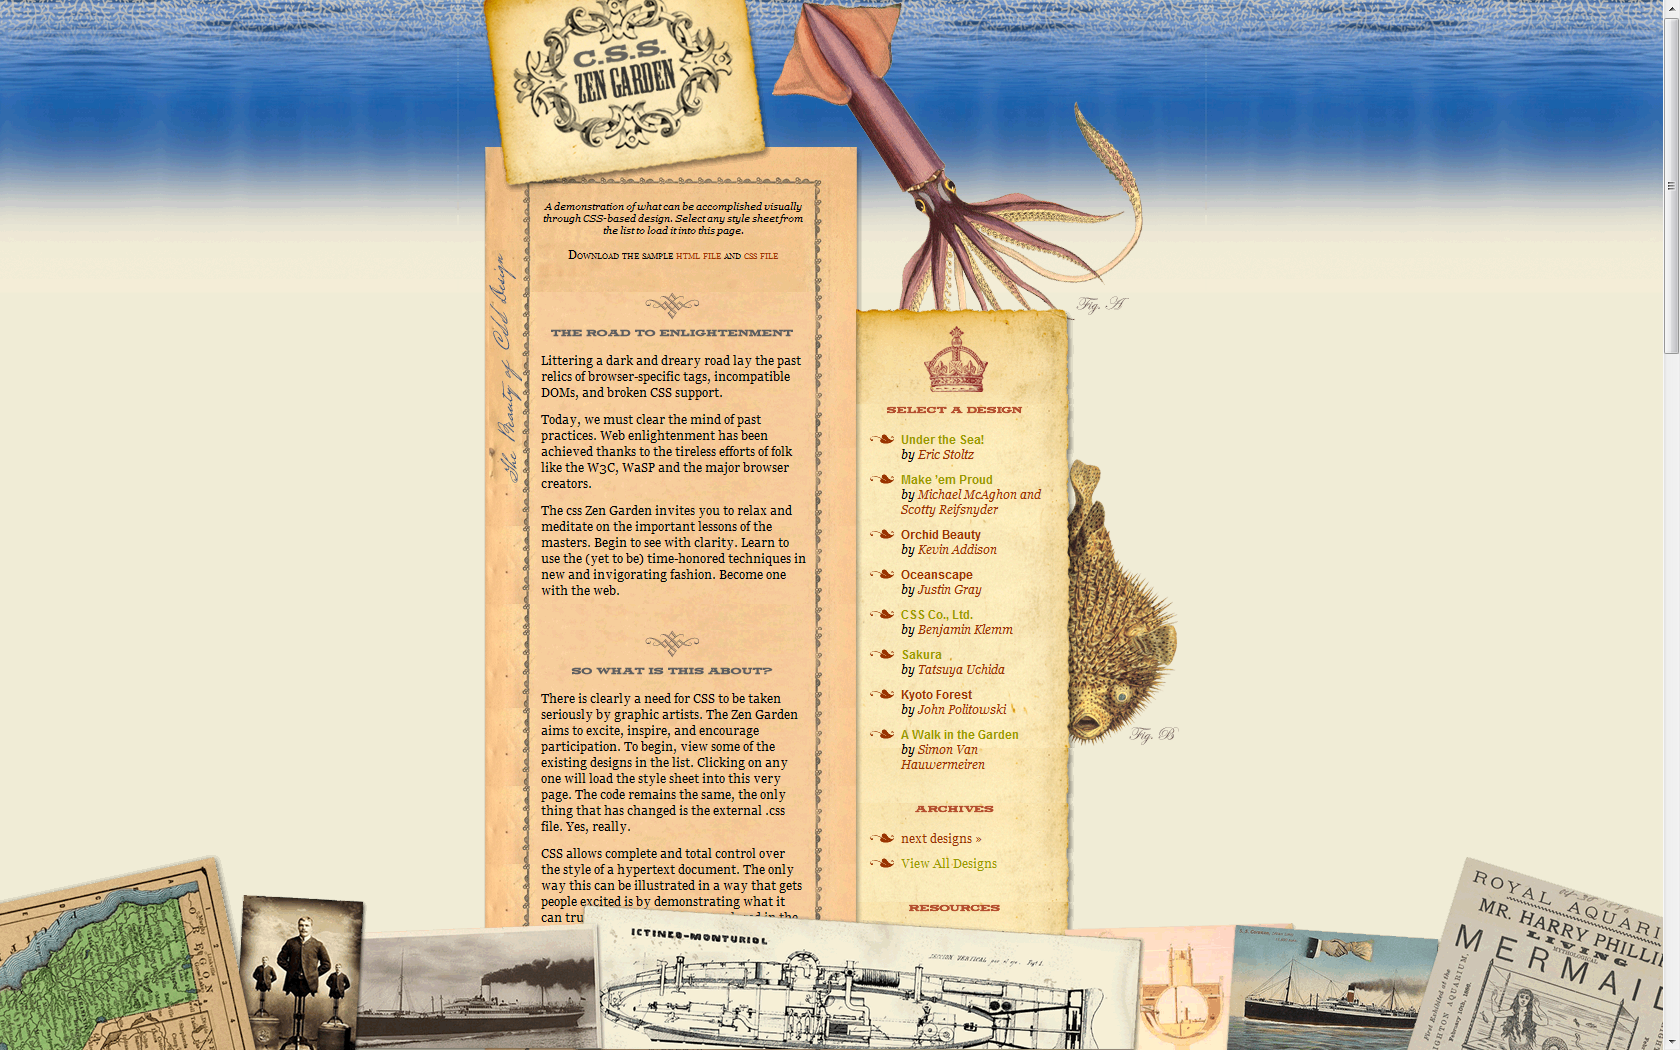 C.S.S.
ZEN GARDEN
A demonstration of what can be accomplished visually
through CSS-based design. Select any style sheet from
the list to load it into this page.
Download the sample html file and css file
The Beauty of CSS Design
THE ROAD TO ENLIGHTENMENT
Littering a dark and dreary road lay the past
relics of browser-specific tags, incompatible
DOMs, and broken CSS support.
Today, we must clear the mind of past
practices. Web enlightenment has been
achieved thanks to the tireless efforts of folk
like the W3C, WaSP and the major browser
creators.
The css Zen Garden invites you to relax and
meditate on the important lessons of the
masters. Begin to see with clarity. Learn to
use the (yet to be) time-honored techniques in
new and invigorating fashion. Become one
with the web.
SO WHAT IS THIS ABOUT?
There is clearly a need for CSS to be taken
seriously by graphic artists. The Zen Garden
aims to excite, inspire, and encourage
participation. To begin, view some of the
existing designs in the list. Clicking on any
one will load the style sheet into this very
page. The code remains the same, the only
thing that has changed is the external .css
file. Yes, really.
CSS allows complete and total control over
the style of a hypertext document. The only
way this can be illustrated in a way that gets
people excited is by demonstrating what it
can
Fig. A
SELECT A DESIGN
Under the Sea!
by Eric Stoltz
Make 'em Proud
by Michael McAghon and
Scotty Reifsnyder
Orchid Beauty
by Kevin Addison
Oceanscape
by Justin Gray
CSS Co., Ltd.
by Benjamin Klemm
Sakura
by Tatsuya Uchida
Kyoto Forest
by John Politowski
A Walk in the Garden
by Simon Van
Hauwermeiren
Fig. B
ARCHIVES
next designs »
View All Designs
RESOURCES
OREGON
ICTINEO-MONTURIOL
SECCIÓN VERTICAL
ROYAL AQUARI
MR. HARRY PHILLI
LIVING
MYTHOLOGICAL
MERMAI
First Exhibited at the